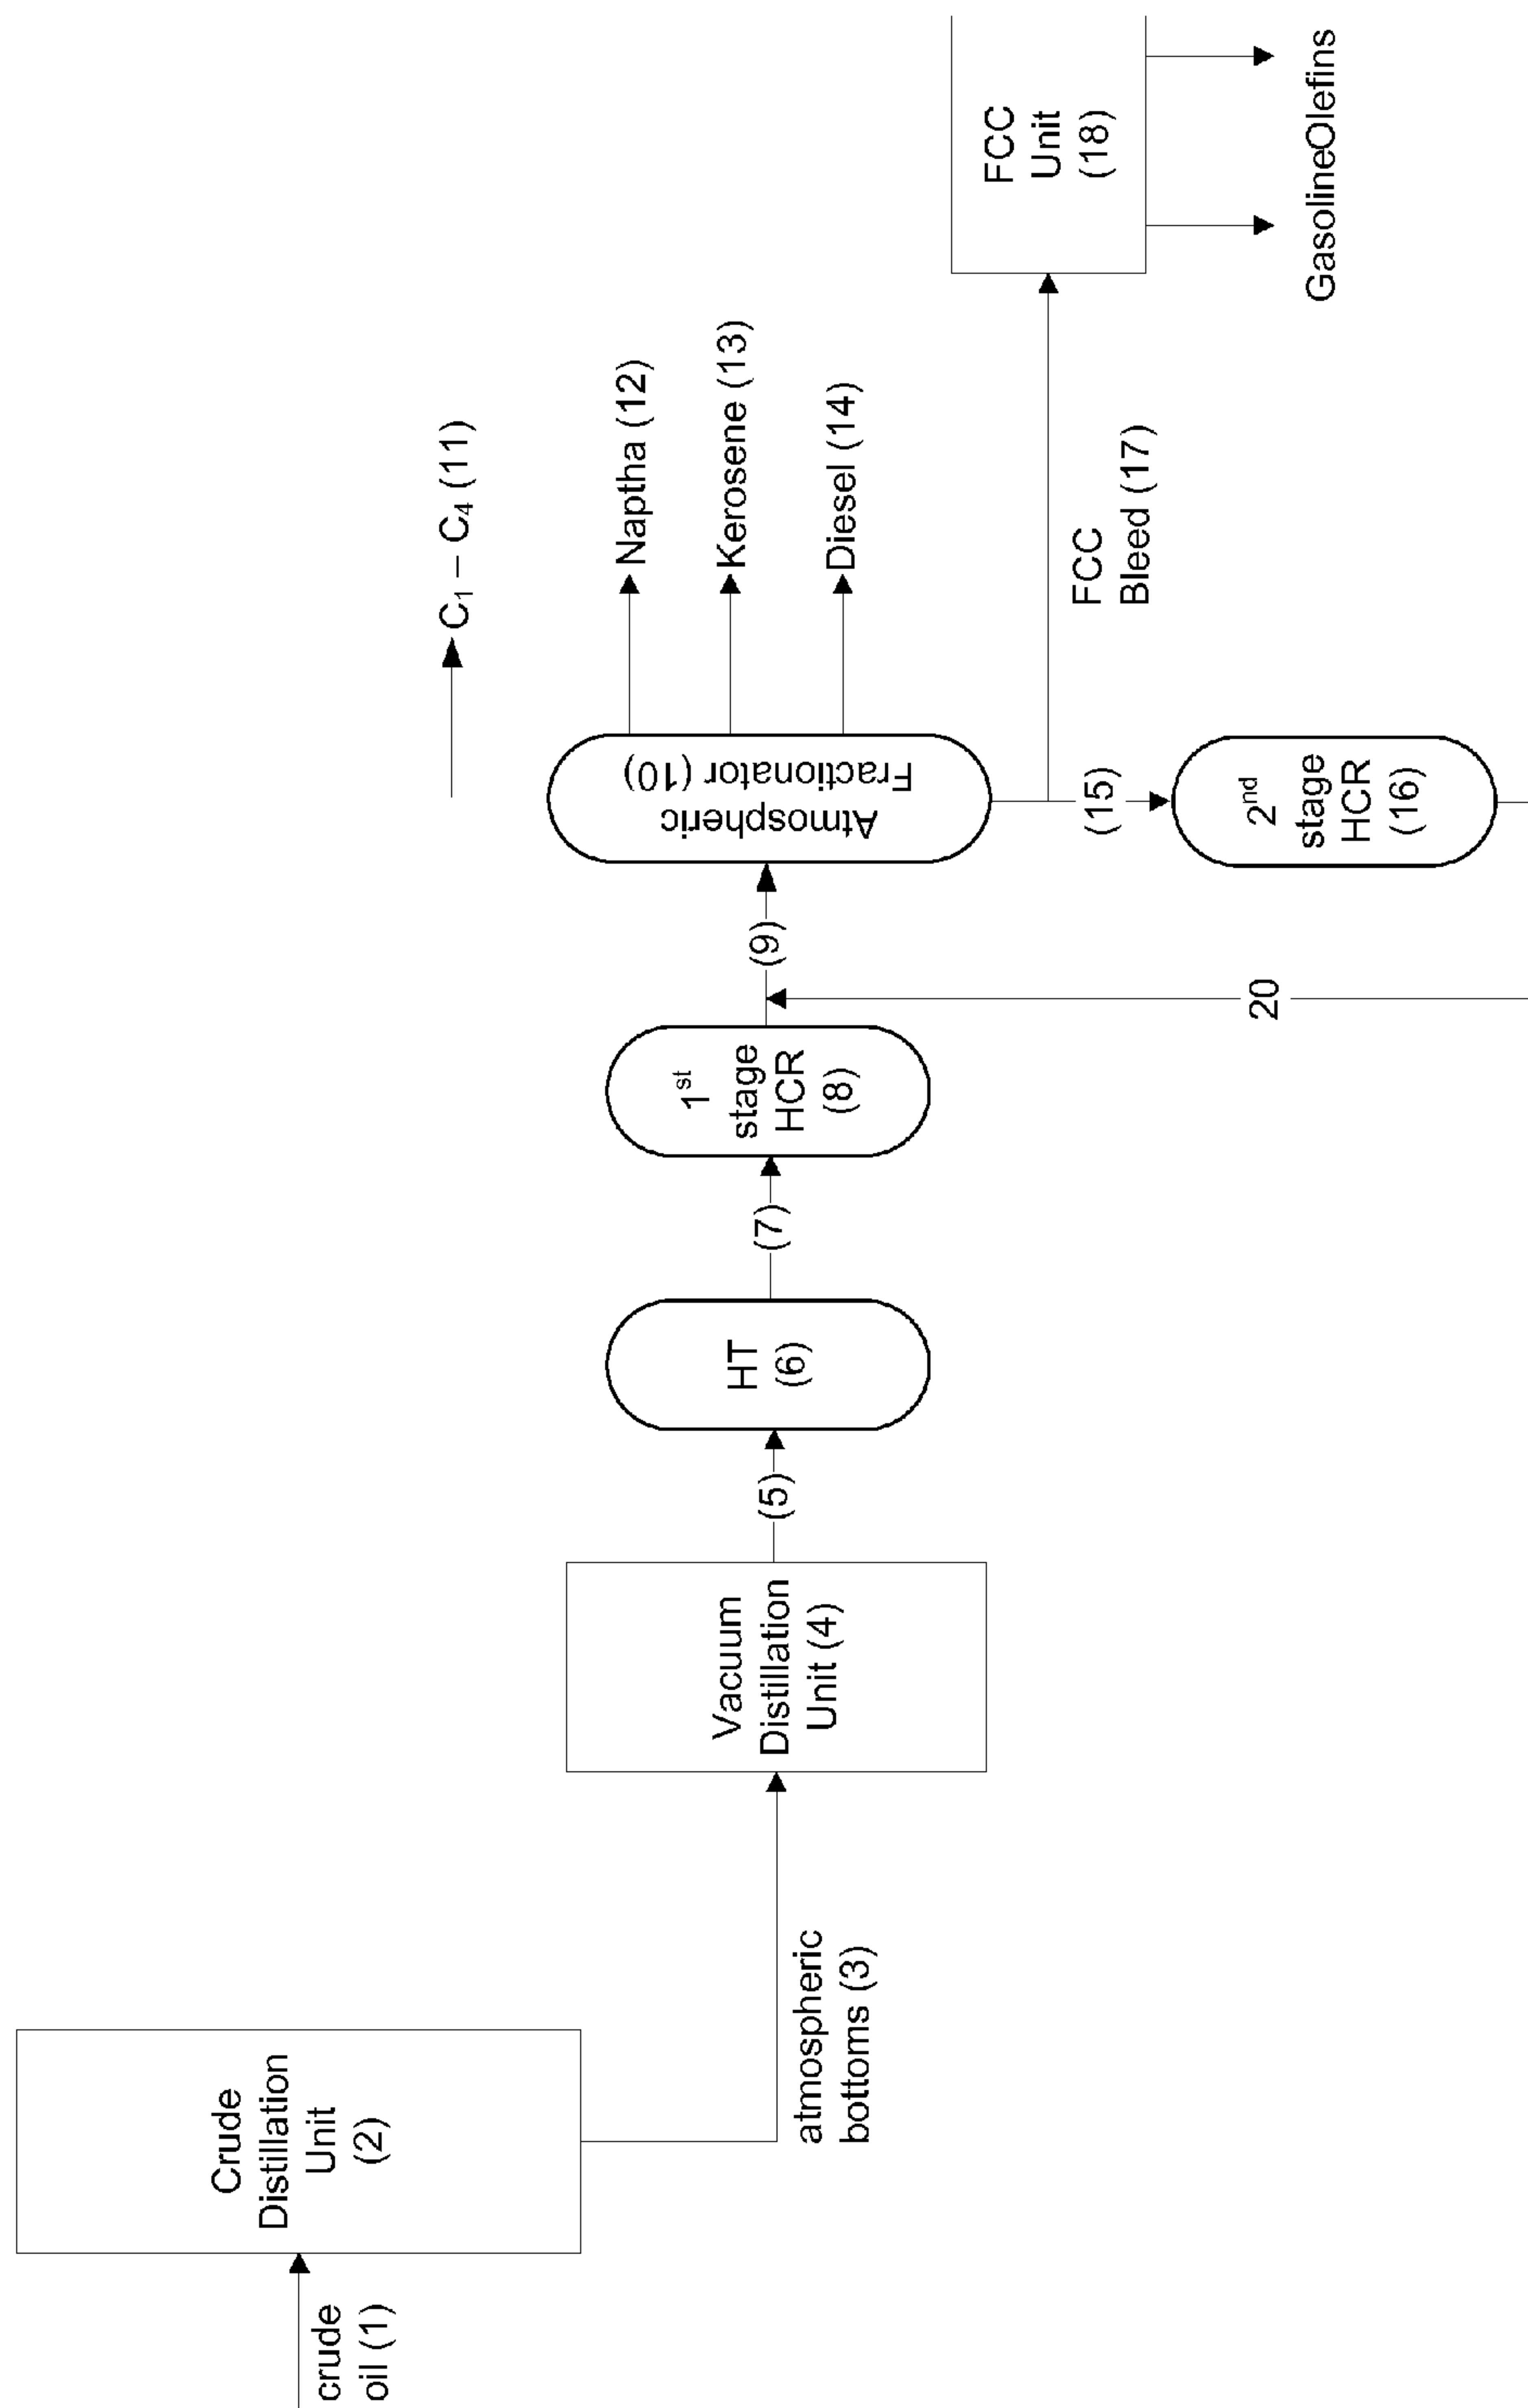 crude
oil (1)
Crude
Distillation
Unit
(2)
atmospheric
bottoms (3)
Vacuum
Distillation
Unit (4)
(5)
HT
(6)
(7)
1st
stage
HCR
(8)
(9)
20
Atmospheric
Fractionator (10)
C₁ – C₄ (11)
Naptha (12)
Kerosene (13)
Diesel (14)
(15)
2nd
stage
HCR
(16)
FCC
Bleed (17)
FCC
Unit
(18)
GasolineOlefins